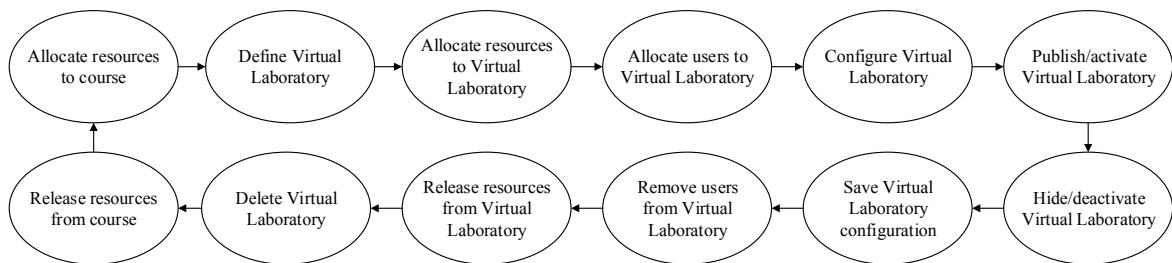 Allocate resources
to course
Define Virtual
Laboratory
Allocate resources
to Virtual
Laboratory
Allocate users to
Virtual Laboratory
Configure Virtual
Laboratory
Publish/activate
Virtual Laboratory
Release resources
from course
Delete Virtual
Laboratory
Release resources
from Virtual
Laboratory
Remove users
from Virtual
Laboratory
Save Virtual
Laboratory
configuration
Hide/deactivate
Virtual Laboratory